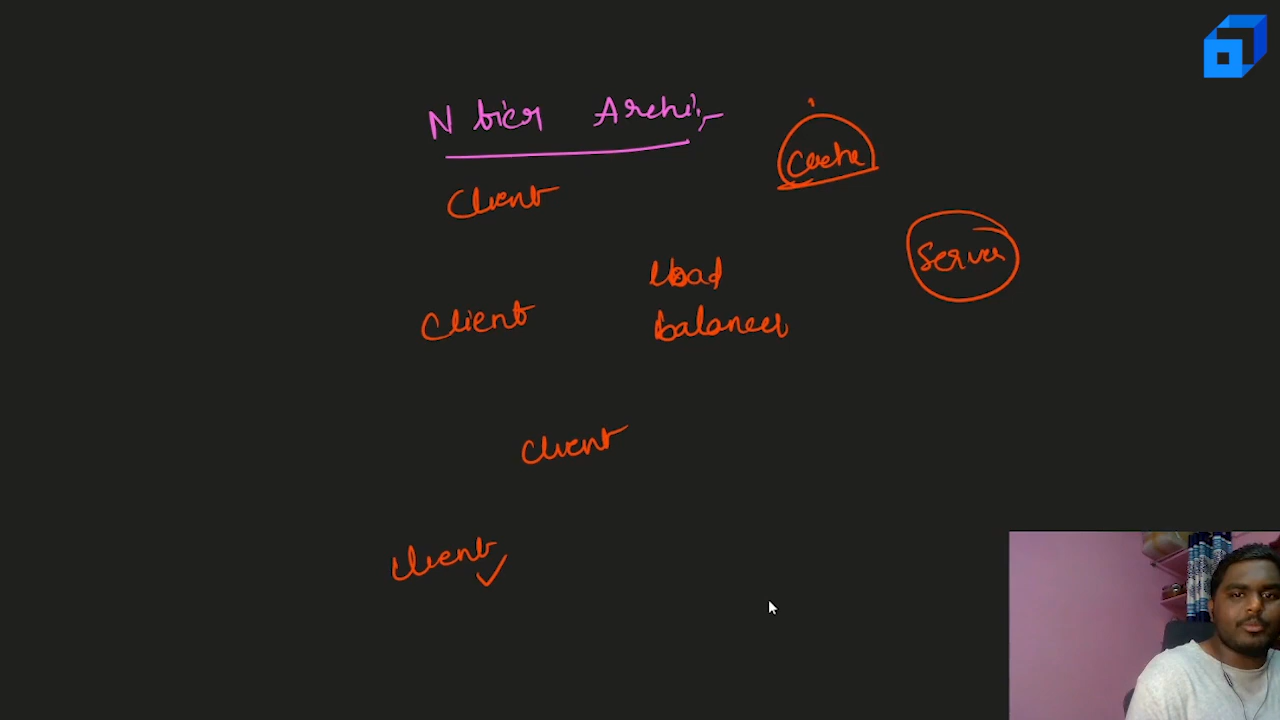 N tier Archi:-
Cache
Client
Server
Load
balancer
Client
Client
Client